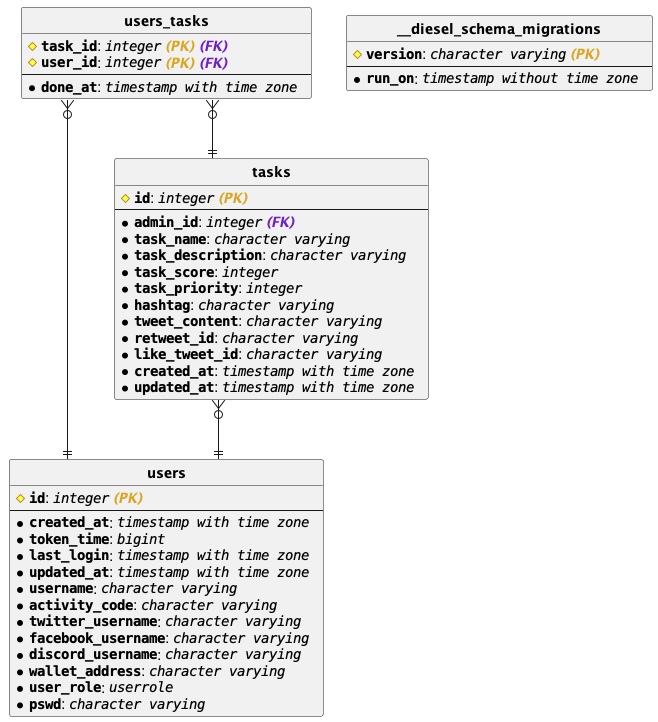 users_tasks
task_id: integer (PK) (FK)
user_id: integer (PK) (FK)
done_at: timestamp with time zone
__diesel_schema_migrations
version: character varying (PK)
run_on: timestamp without time zone
tasks
id: integer (PK)
admin_id: integer (FK)
task_name: character varying
task_description: character varying
task_score: integer
task_priority: integer
hashtag: character varying
tweet_content: character varying
retweet_id: character varying
like_tweet_id: character varying
created_at: timestamp with time zone
updated_at: timestamp with time zone
users
id: integer (PK)
created_at: timestamp with time zone
token_time: bigint
last_login: timestamp with time zone
updated_at: timestamp with time zone
username: character varying
activity_code: character varying
twitter_username: character varying
facebook_username: character varying
discord_username: character varying
wallet_address: character varying
user_role: userrole
pswd: character varying